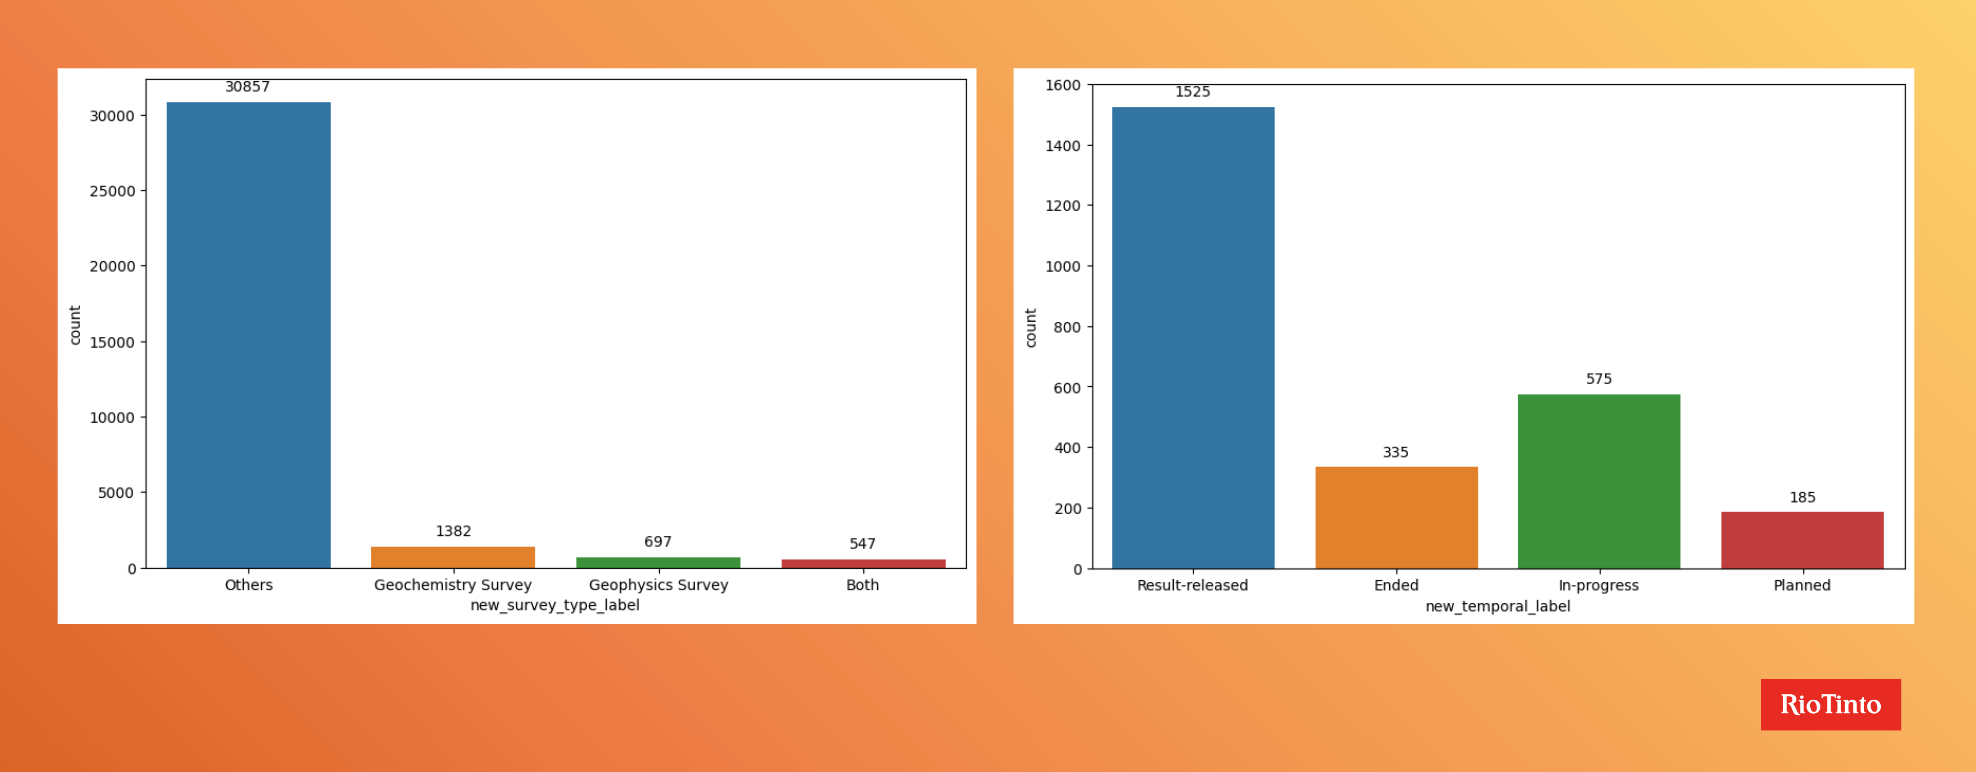 30857
30000
25000
20000
15000
10000
5000
0
count
1382
697
547
Others
Geochemistry Survey
Geophysics Survey
Both
new_survey_type_label
1600
1400
1200
1000
800
600
400
200
0
count
1525
335
575
185
Result-released
Ended
In-progress
Planned
new_temporal_label
RioTinto